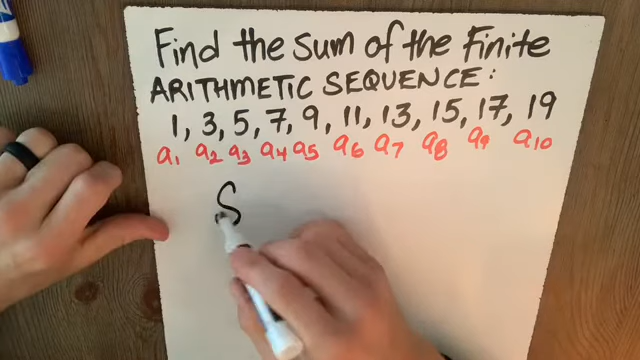 Find the sum of the Finite
ARITHMETIC SEQUENCE:
1, 3, 5, 7, 9, 11, 13, 15, 17, 19
a₁ a₂ a₃ a₄ a₅ a₆ a₇ a₈ a₉ a₁₀
S